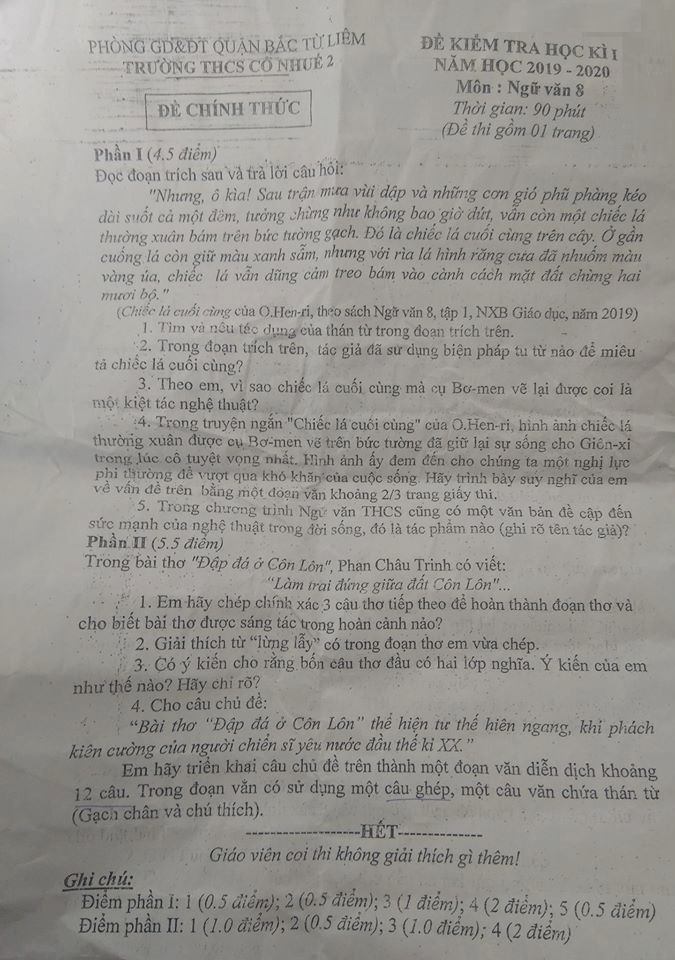 PHÒNG GD&ĐT QUẬN BẮC TỪ LIÊM
TRƯỜNG THCS CỔ NHUẾ 2
ĐỀ CHÍNH THỨC
ĐỀ KIỂM TRA HỌC KÌ I
NĂM HỌC 2019 - 2020
Môn : Ngữ văn 8
Thời gian: 90 phút
(Đề thi gồm 01 trang)
Phần I (4.5 điểm)
Đọc đoạn trích sau và trả lời câu hỏi:
"Nhưng, ô kìa! Sau trận mưa vùi dập và những cơn gió phũ phàng kéo
dài suốt cả một đêm, tưởng chừng như không bao giờ dứt, vẫn còn một chiếc lá
thường xuân bám trên bức tường gạch. Đó là chiếc lá cuối cùng trên cây. Ở gần
cuống lá còn giữ màu xanh sẫm, nhưng với rìa lá hình răng cưa đã nhuốm màu
vàng úa, chiếc lá vẫn dũng cảm treo bám vào cành cách mặt đất chừng hai
mươi bộ."
(Chiếc lá cuối cùng của O.Hen-ri, theo sách Ngữ văn 8, tập 1, NXB Giáo dục, năm 2019)
1. Tìm và nêu tác dụng của thán từ trong đoạn trích trên.
2. Trong đoạn trích trên, tác giả đã sử dụng biện pháp tu từ nào để miêu
tả chiếc lá cuối cùng?
3. Theo em, vì sao chiếc lá cuối cùng mà cụ Bơ-men vẽ lại được coi là
một kiệt tác nghệ thuật?
4. Trong truyện ngắn "Chiếc lá cuối cùng" của O.Hen-ri, hình ảnh chiếc lá
thường xuân được cụ Bơ-men vẽ trên bức tường đã giữ lại sự sống cho Giôn-xi
trong lúc cô tuyệt vọng nhất. Hình ảnh ấy đem đến cho chúng ta một nghị lực
phi thường để vượt qua khó khăn của cuộc sống. Hãy trình bày suy nghĩ của em
về vấn đề trên bằng một đoạn văn khoảng 2/3 trang giấy thi.
5. Trong chương trình Ngữ văn THCS cũng có một văn bản đề cập đến
sức mạnh của nghệ thuật trong đời sống, đó là tác phẩm nào (ghi rõ tên tác giả)?
Phần II (5.5 điểm)
Trong bài thơ "Đập đá ở Côn Lôn", Phan Châu Trinh có viết:
"Làm trai đứng giữa đất Côn Lôn"...
1. Em hãy chép chính xác 3 câu thơ tiếp theo để hoàn thành đoạn thơ và
cho biết bài thơ được sáng tác trong hoàn cảnh nào?
2. Giải thích từ "lừng lẫy" có trong đoạn thơ em vừa chép.
3. Có ý kiến cho rằng bốn câu thơ đầu có hai lớp nghĩa. Ý kiến của em
như thế nào? Hãy chỉ rõ?
4. Cho câu chủ đề:
"Bài thơ "Đập đá ở Côn Lôn" thể hiện tư thế hiên ngang, khí phách
kiên cường của người chiến sĩ yêu nước đầu thế kỉ XX."
Em hãy triển khai câu chủ đề trên thành một đoạn văn diễn dịch khoảng
12 câu. Trong đoạn văn có sử dụng một câu ghép, một câu văn chứa thán từ
(Gạch chân và chú thích).
--------------------HẾT---------------
Giáo viên coi thi không giải thích gì thêm!
Ghi chú:
Điểm phần I: 1 (0.5 điểm); 2 (0.5 điểm); 3 (1 điểm); 4 (2 điểm); 5 (0.5 điểm)
Điểm phần II: 1 (1.0 điểm); 2 (0.5 điểm); 3 (1.0 điểm); 4 (2 điểm)